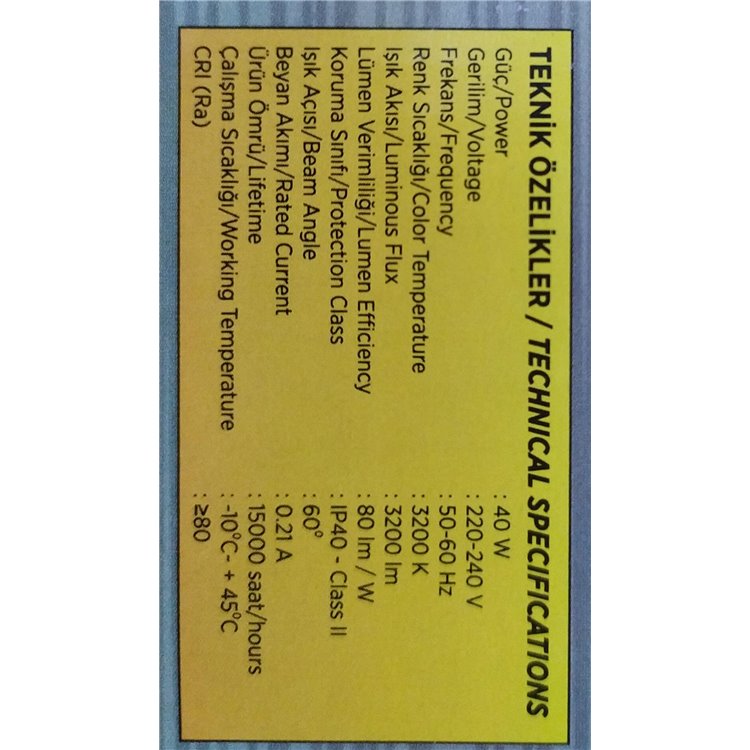 TEKNİK ÖZELİKLER / TECHNICAL SPECIFICATIONS
Güç/Power : 40 W
Gerilim/Voltage : 220-240 V
Frekans/Frequency : 50-60 Hz
Renk Sıcaklığı/Color Temperature : 3200 K
Işık Akısı/Luminous Flux : 3200 lm
Lümen Verimliliği/Lumen Efficiency : 80 lm / W
Koruma Sınıfı/Protection Class : IP40 - Class II
Işık Açısı/Beam Angle : 60°
Beyan Akımı/Rated Current : 0.21 A
Ürün Ömrü/Lifetime : 15000 saat/hours
Çalışma Sıcaklığı/Working Temperature : -10°C- + 45°C
CRI (Ra) : ≥80